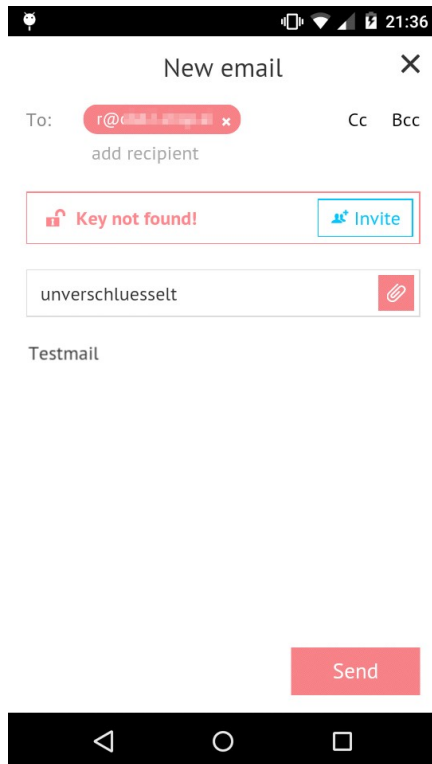 21:36
New email
To: r@ x Cc Bcc
add recipient
Key not found! Invite
unverschluesselt
Testmail
Send